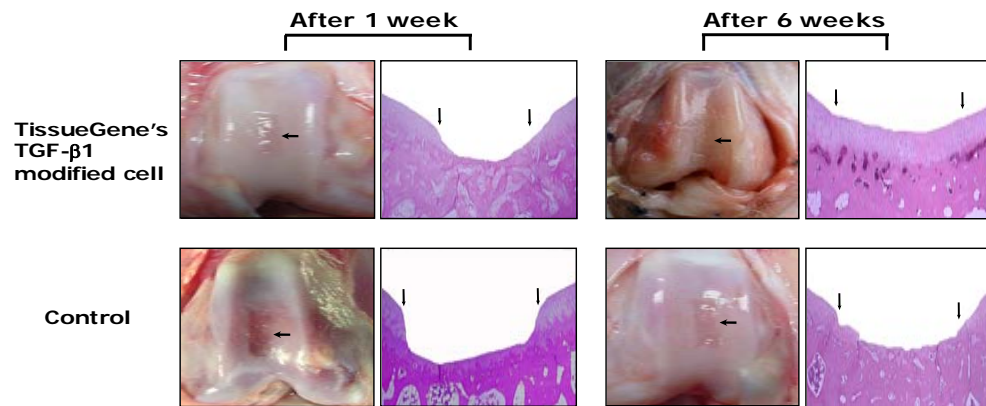 After 1 week
After 6 weeks
TissueGene's
TGF-β1
modified cell
Control